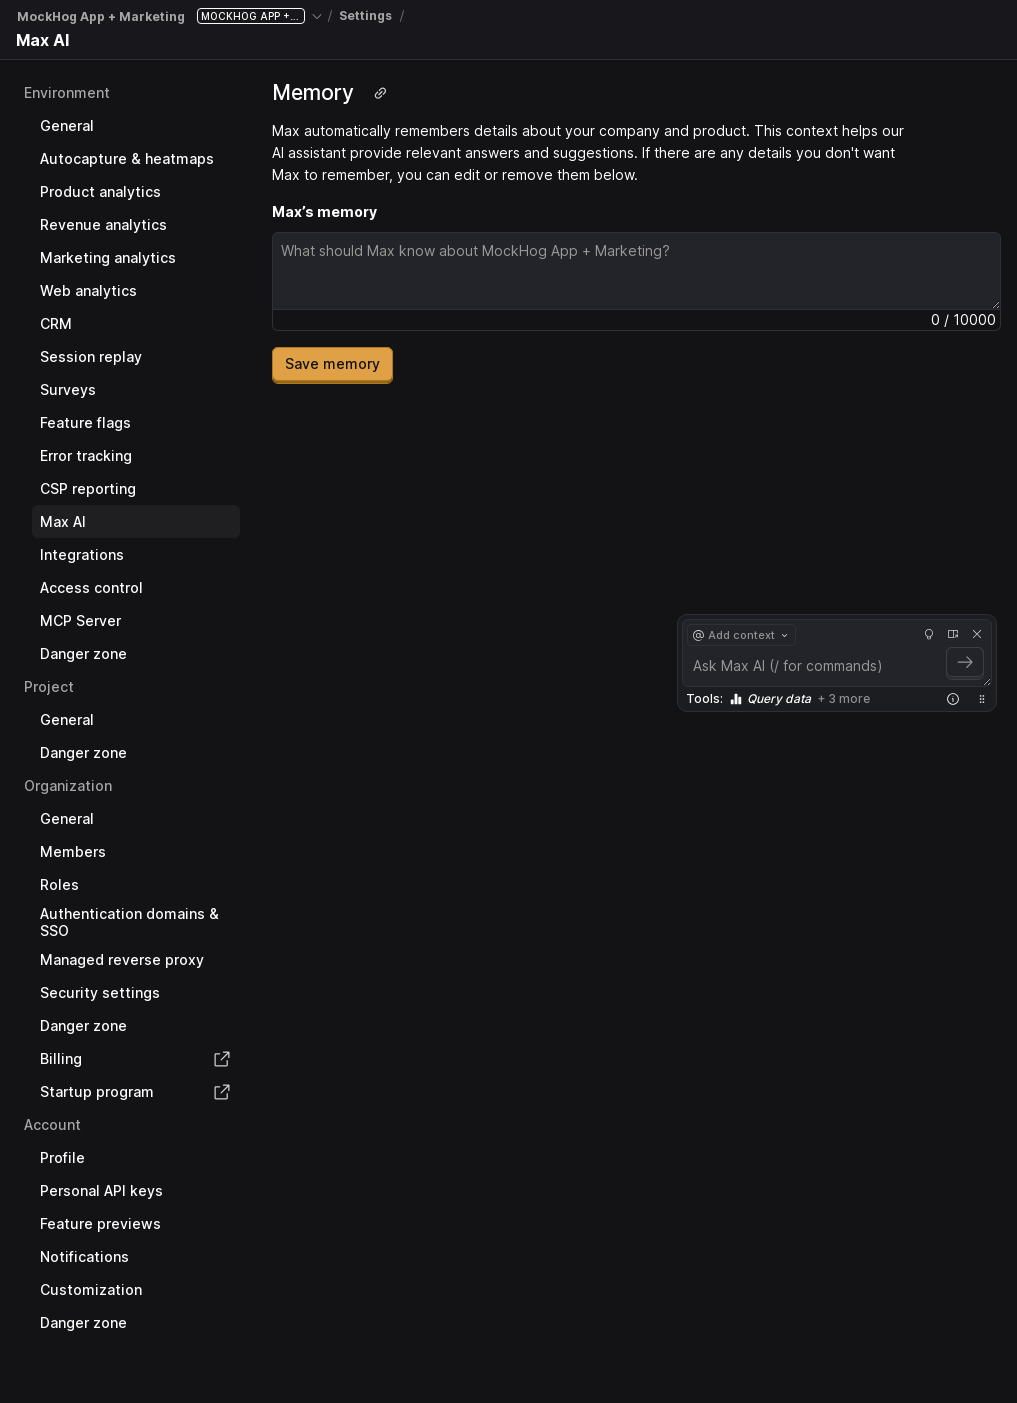 MockHog App + Marketing MOCKHOG APP +... / Settings /
Max AI
Environment
General
Autocapture & heatmaps
Product analytics
Revenue analytics
Marketing analytics
Web analytics
CRM
Session replay
Surveys
Feature flags
Error tracking
CSP reporting
Max AI
Integrations
Access control
MCP Server
Danger zone
Project
General
Danger zone
Organization
General
Members
Roles
Authentication domains &
SSO
Managed reverse proxy
Security settings
Danger zone
Billing
Startup program
Account
Profile
Personal API keys
Feature previews
Notifications
Customization
Danger zone
Memory
Max automatically remembers details about your company and product. This context helps our
AI assistant provide relevant answers and suggestions. If there are any details you don't want
Max to remember, you can edit or remove them below.
Max’s memory
What should Max know about MockHog App + Marketing?
0 / 10000
Save memory
@ Add context
Ask Max AI (/ for commands)
Tools: Query data + 3 more